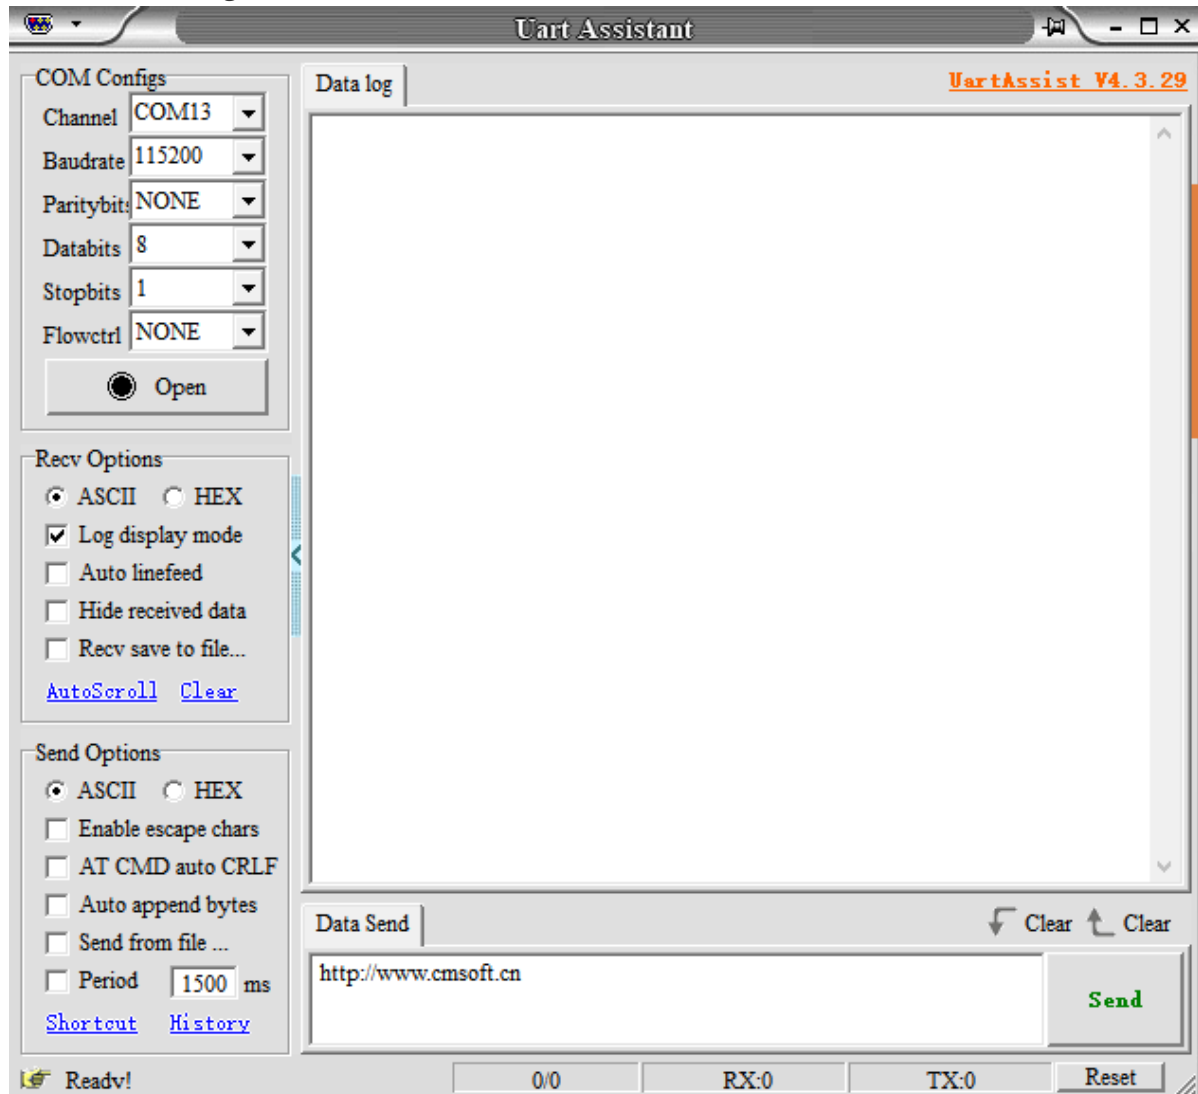 Uart Assistant
COM Configs
Channel COM13
Baudrate 115200
Paritybits NONE
Databits 8
Stopbits 1
Flowctrl NONE
Open
Recv Options
ASCII HEX
Log display mode
Auto linefeed
Hide received data
Recv save to file...
AutoScroll Clear
Send Options
ASCII HEX
Enable escape chars
AT CMD auto CRLF
Auto append bytes
Send from file ...
Period 1500 ms
Shortcut History
Data log
UartAssist V4.3.29
Data Send
Clear Clear
http://www.cmsoft.cn
Send
Ready!
0/0
RX:0
TX:0
Reset